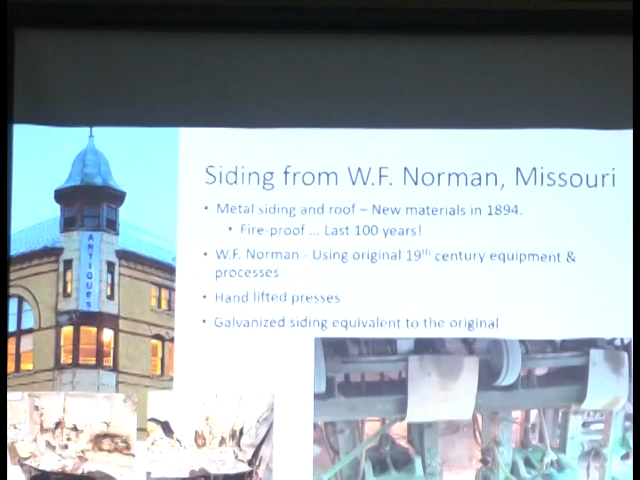 Siding from W.F. Norman, Missouri
• Metal siding and roof – New materials in 1894.
• Fire-proof ... Last 100 years!
• W.F. Norman - Using original 19th century equipment &
processes
• Hand lifted presses
• Galvanized siding equivalent to the original
ANTIQUES